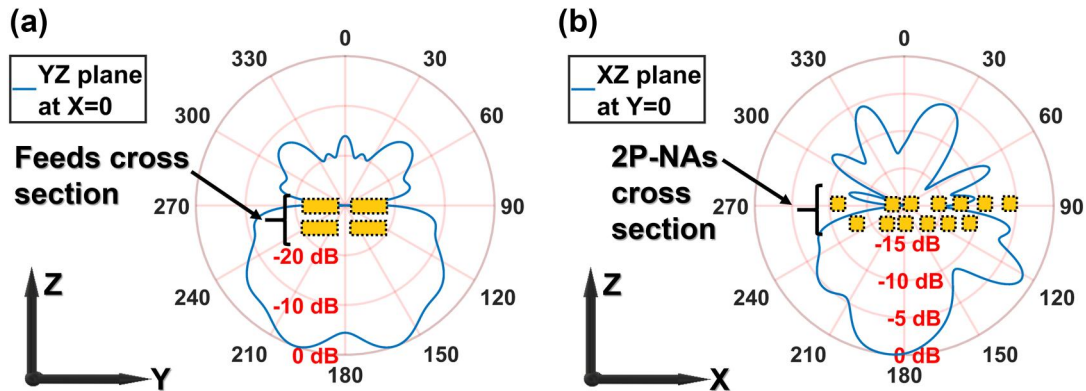 (a)
YZ plane
at X=0
Feeds cross
section
0
30
60
90
120
150
180
210
240
270
300
330
-20 dB
-10 dB
0 dB
Z
Y
(b)
XZ plane
at Y=0
2P-NAs
cross
section
0
30
60
90
120
150
180
210
240
270
300
330
-15 dB
-10 dB
-5 dB
0 dB
Z
X